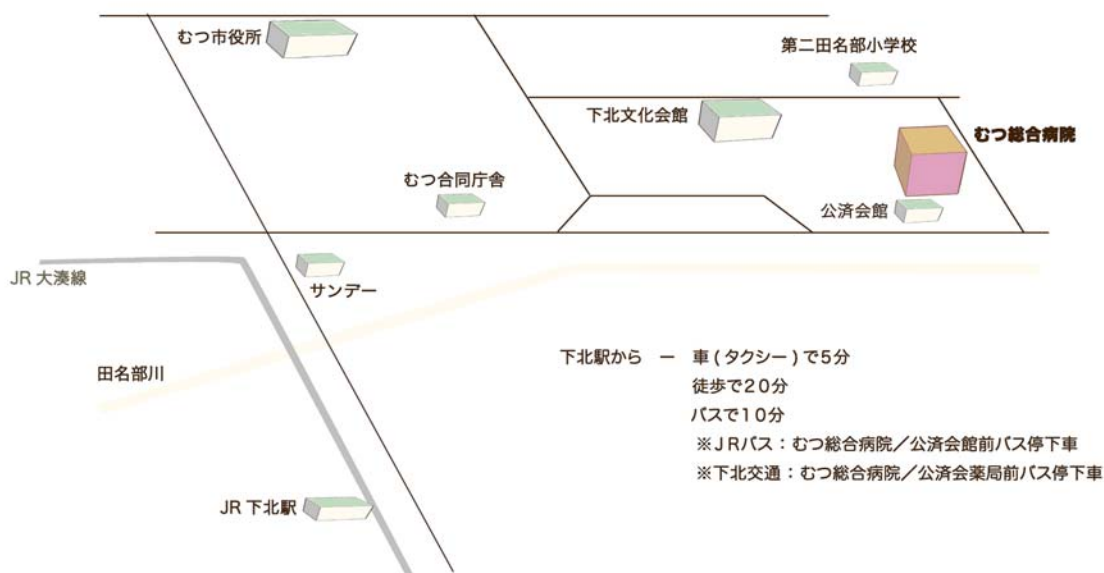 むつ市役所
第二田名部小学校
下北文化会館
むつ総合病院
むつ合同庁舎
公済会館
JR 大湊線
サンデー
田名部川
下北駅から ー 車 ( タクシー ) で５分
徒歩で２０分
バスで１０分
※ＪＲバス：むつ総合病院／公済会館前バス停下車
※下北交通：むつ総合病院／公済会薬局前バス停下車
JR 下北駅